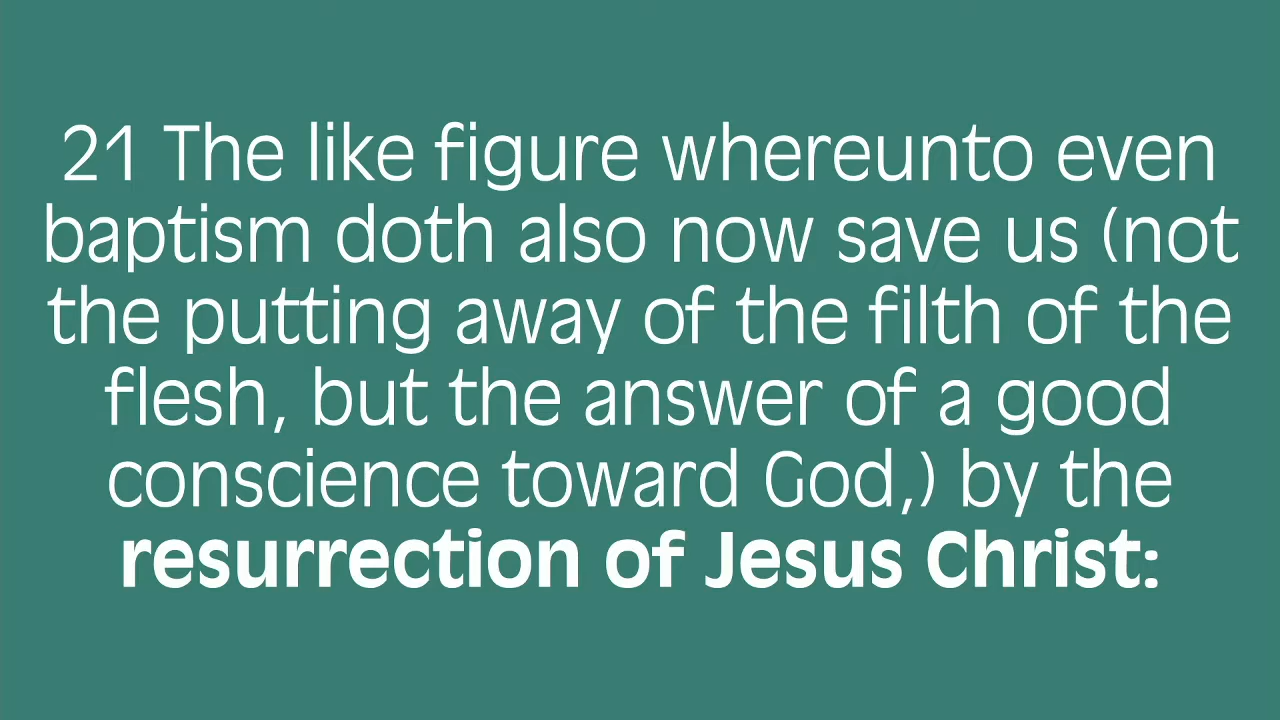 21 The like figure whereunto even
baptism doth also now save us (not
the putting away of the filth of the
flesh, but the answer of a good
conscience toward God,) by the
resurrection of Jesus Christ: